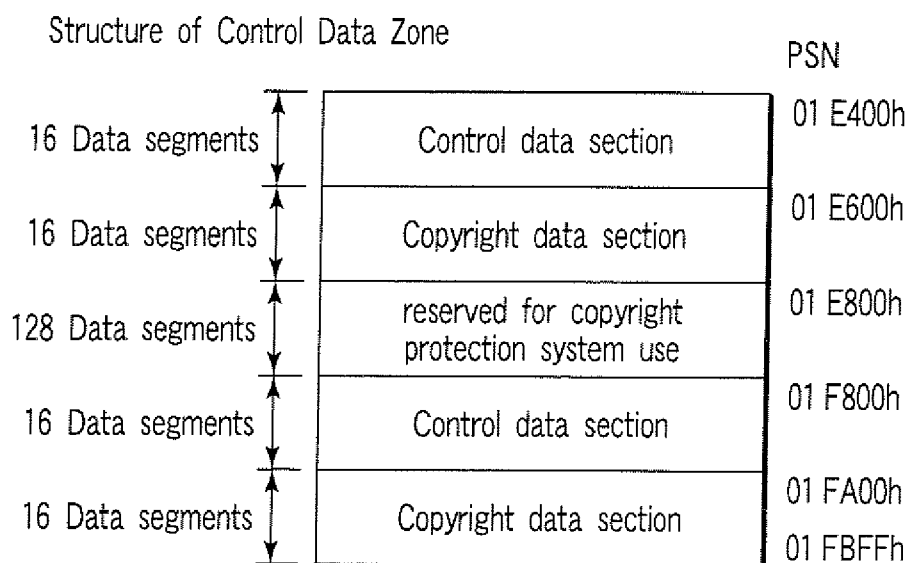 Structure of Control Data Zone
PSN
01 E400h
16 Data segments
Control data section
01 E600h
16 Data segments
Copyright data section
01 E800h
128 Data segments
reserved for copyright
protection system use
01 F800h
16 Data segments
Control data section
01 FA00h
16 Data segments
Copyright data section
01 FBFFh